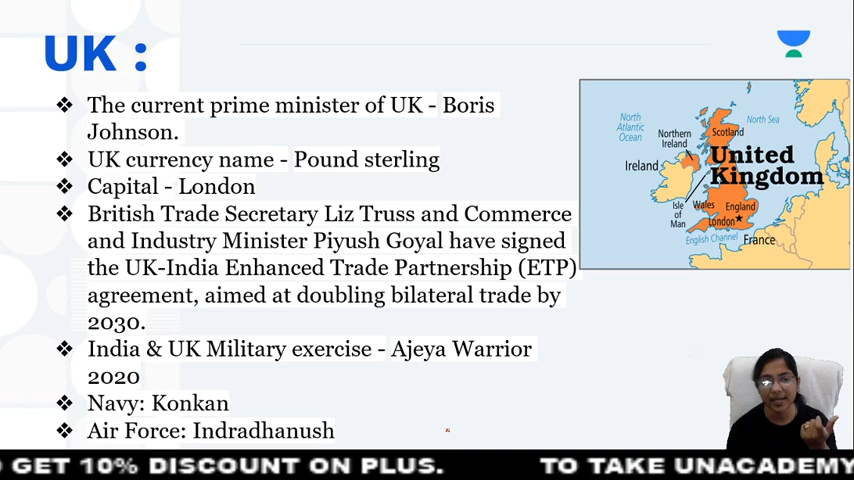 UK :
❖ The current prime minister of UK - Boris
Johnson.
❖ UK currency name - Pound sterling
❖ Capital - London
❖ British Trade Secretary Liz Truss and Commerce
and Industry Minister Piyush Goyal have signed
the UK-India Enhanced Trade Partnership (ETP)
agreement, aimed at doubling bilateral trade by
2030.
❖ India & UK Military exercise - Ajeya Warrior
2020
❖ Navy: Konkan
❖ Air Force: Indradhanush
North
Atlantic
Ocean
North Sea
Scotland
Northern
Ireland
Ireland
United
Kingdom
Isle
of
Man
Wales
England
London
English Channel
France
GET 10% DISCOUNT ON PLUS. TO TAKE UNACADEMY